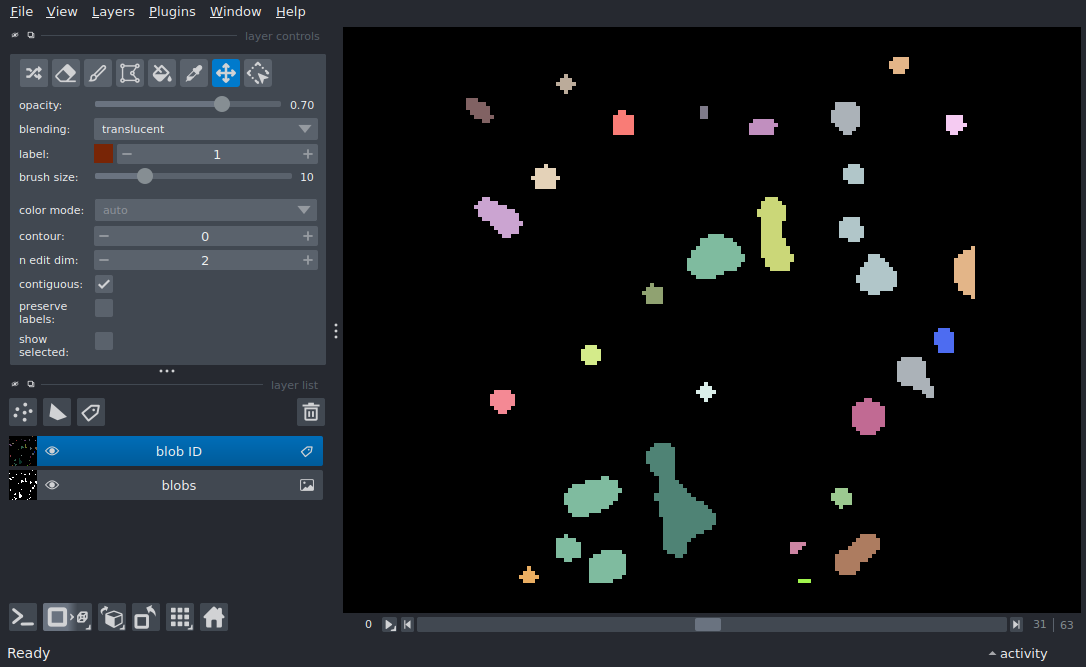 File View Layers Plugins Window Help
layer controls
opacity: 0.70
blending: translucent
label: 1
brush size: 10
color mode: auto
contour: 0
n edit dim: 2
contiguous:
preserve
labels:
show
selected:
layer list
blob ID
blobs
0 31 | 63
Ready activity